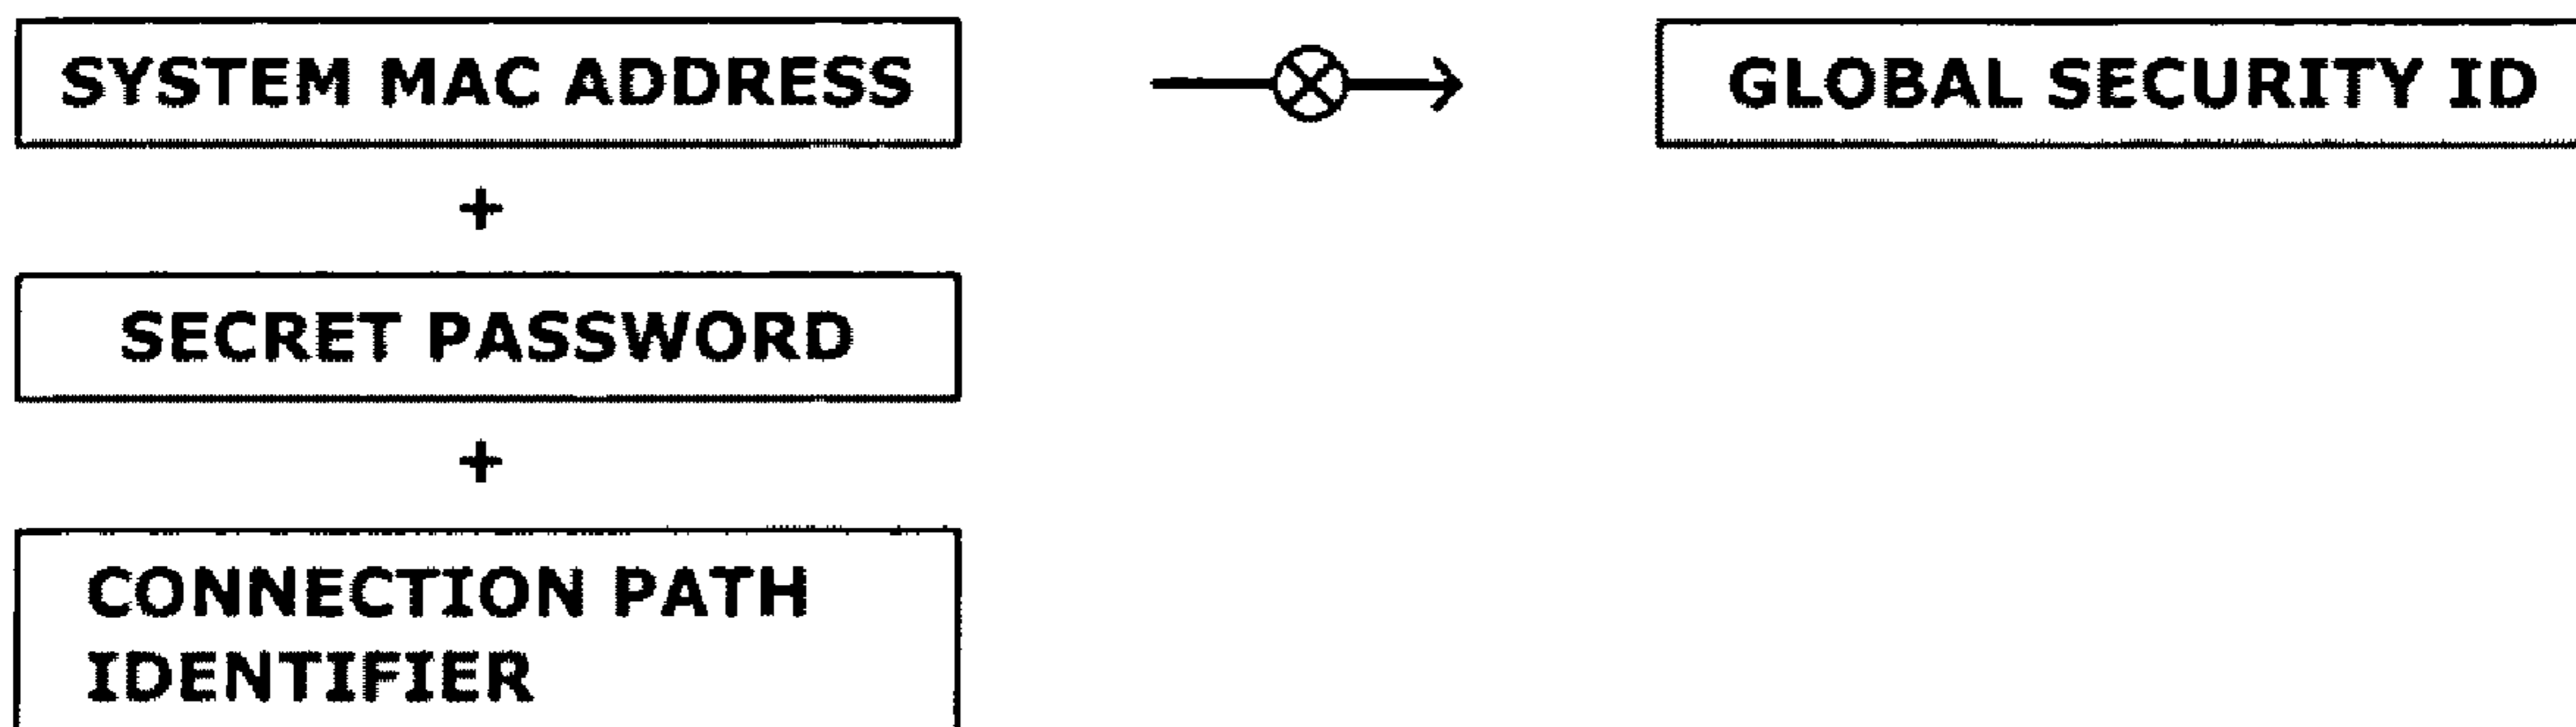 SYSTEM MAC ADDRESS
GLOBAL SECURITY ID
+
SECRET PASSWORD
+
CONNECTION PATH
IDENTIFIER